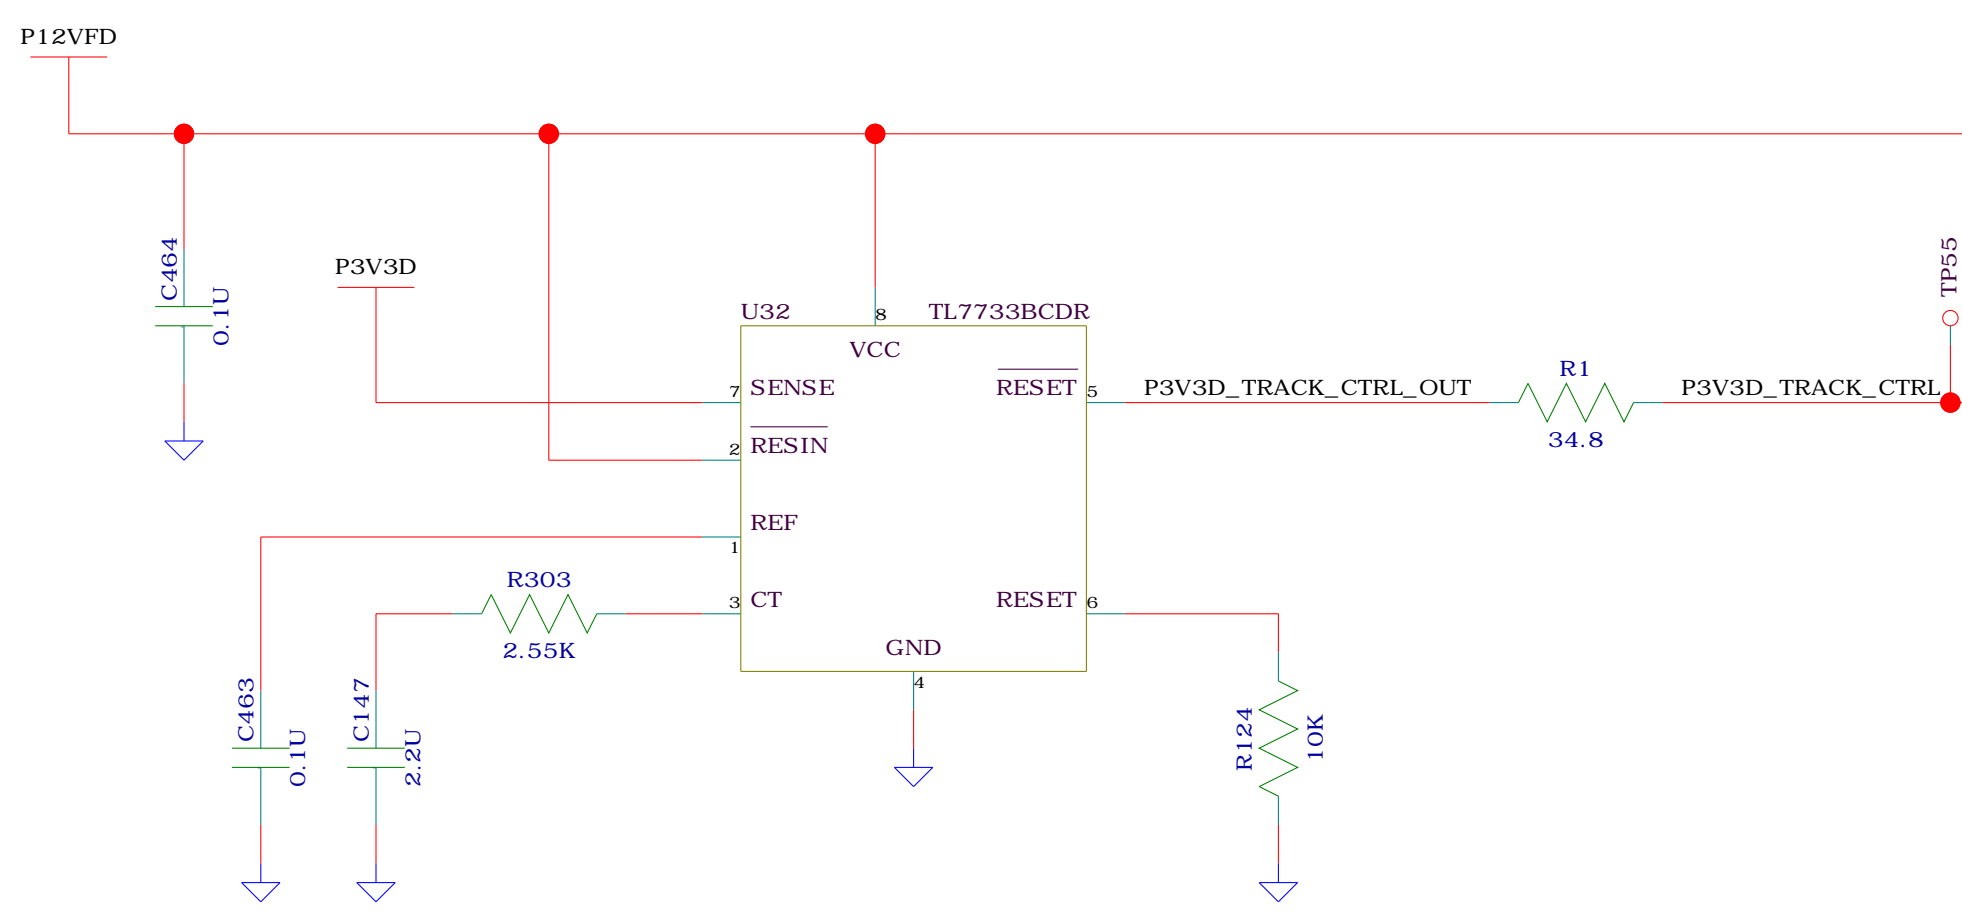 P12VFD
C464
0.1U
P3V3D
U32
TL7733BCDR
8
VCC
7
SENSE
RESET
5
P3V3D_TRACK_CTRL_OUT
R1
34.8
P3V3D_TRACK_CTRL
TP55
2
RESIN
REF
1
R303
2.55K
3
CT
RESET
6
GND
4
C463
0.1U
C147
2.2U
R124
10K